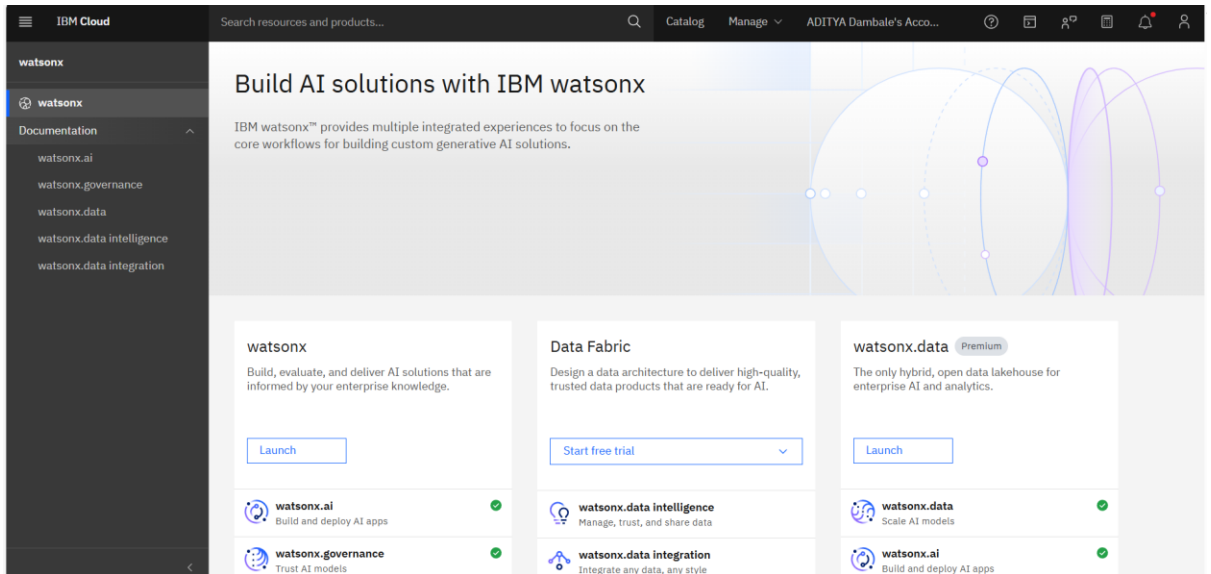 IBM Cloud
Search resources and products...
Catalog
Manage
ADITYA Dambale's Acco...
watsonx
watsonx
Documentation
watsonx.ai
watsonx.governance
watsonx.data
watsonx.data intelligence
watsonx.data integration
Build AI solutions with IBM watsonx
IBM watsonx™ provides multiple integrated experiences to focus on the
core workflows for building custom generative AI solutions.
watsonx
Build, evaluate, and deliver AI solutions that are
informed by your enterprise knowledge.
Launch
watsonx.ai
Build and deploy AI apps
watsonx.governance
Trust AI models
Data Fabric
Design a data architecture to deliver high-quality,
trusted data products that are ready for AI.
Start free trial
watsonx.data intelligence
Manage, trust, and share data
watsonx.data integration
Integrate any data, any style
watsonx.data Premium
The only hybrid, open data lakehouse for
enterprise AI and analytics.
Launch
watsonx.data
Scale AI models
watsonx.ai
Build and deploy AI apps